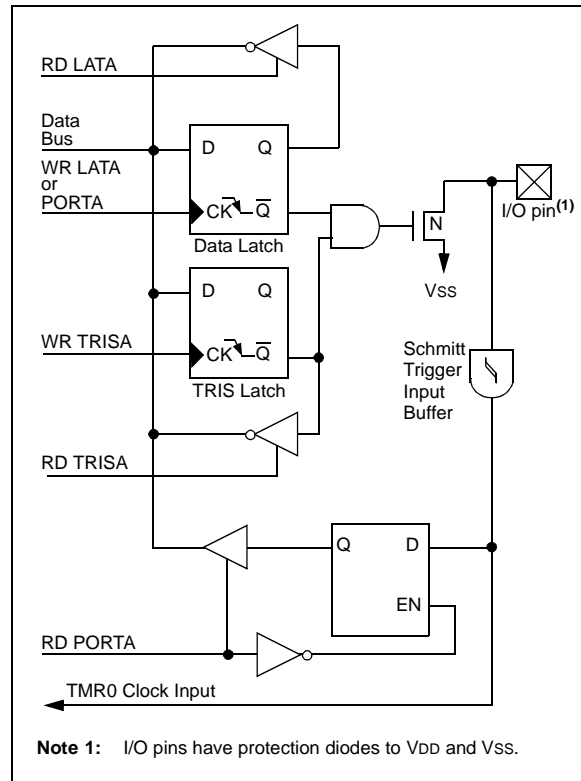 RD LATA
Data
Bus
WR LATA
or
PORTA
D Q
CK Q̅
Data Latch
N
I/O pin(1)
VSS
D Q
CK Q̅
TRIS Latch
WR TRISA
Schmitt
Trigger
Input
Buffer
RD TRISA
Q D
EN
RD PORTA
TMR0 Clock Input
Note 1: I/O pins have protection diodes to VDD and VSS.